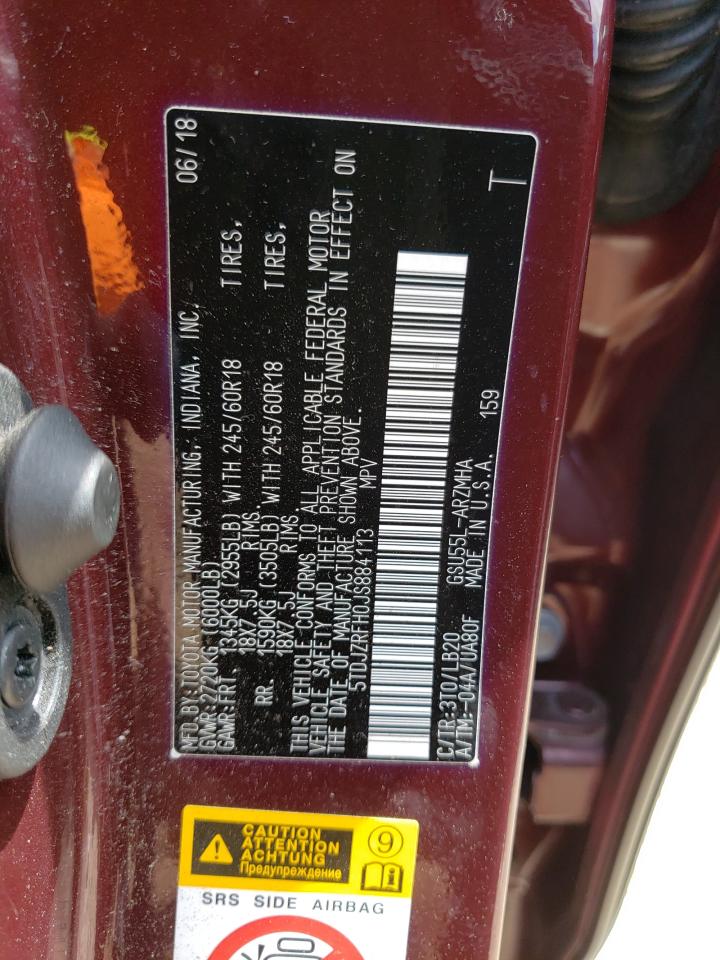 MFD.BY:TOYOTA MOTOR MANUFACTURING, INDIANA, INC. 06/18
GVWR:2720KG (6000LB)
GAWR:FRT 1345KG (2955LB) WITH 245/60R18 TIRES,
18X7.5J RIMS
RR. 1590KG (3505LB) WITH 245/60R18 TIRES,
18X7.5J RIMS
THIS VEHICLE CONFORMS TO ALL APPLICABLE FEDERAL MOTOR
VEHICLE SAFETY AND THEFT PREVENTION STANDARDS IN EFFECT ON
THE DATE OF MANUFACTURE SHOWN ABOVE.
5TDJZRFH0JS884113 MPV
C/TR:3T0/LB20 GSU55L-ARZMHA
A/TM:-04A/UA80F MADE IN U.S.A. 159 T
CAUTION
ATTENTION
ACHTUNG
Предупреждение
9
SRS SIDE AIRBAG